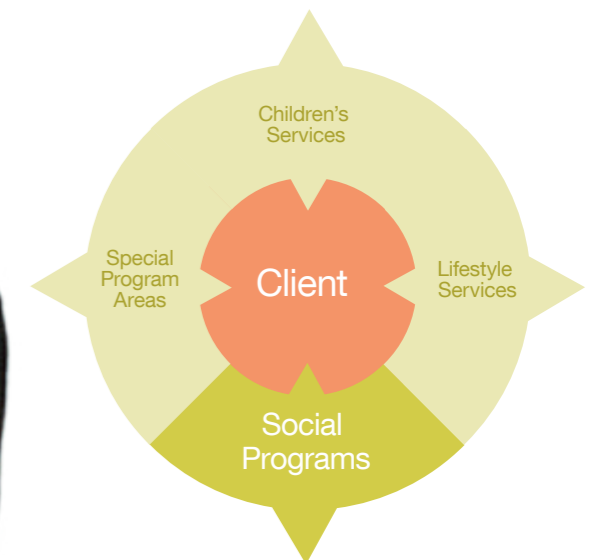 Children’s
Services
Special
Program
Areas
Client
Lifestyle
Services
Social
Programs